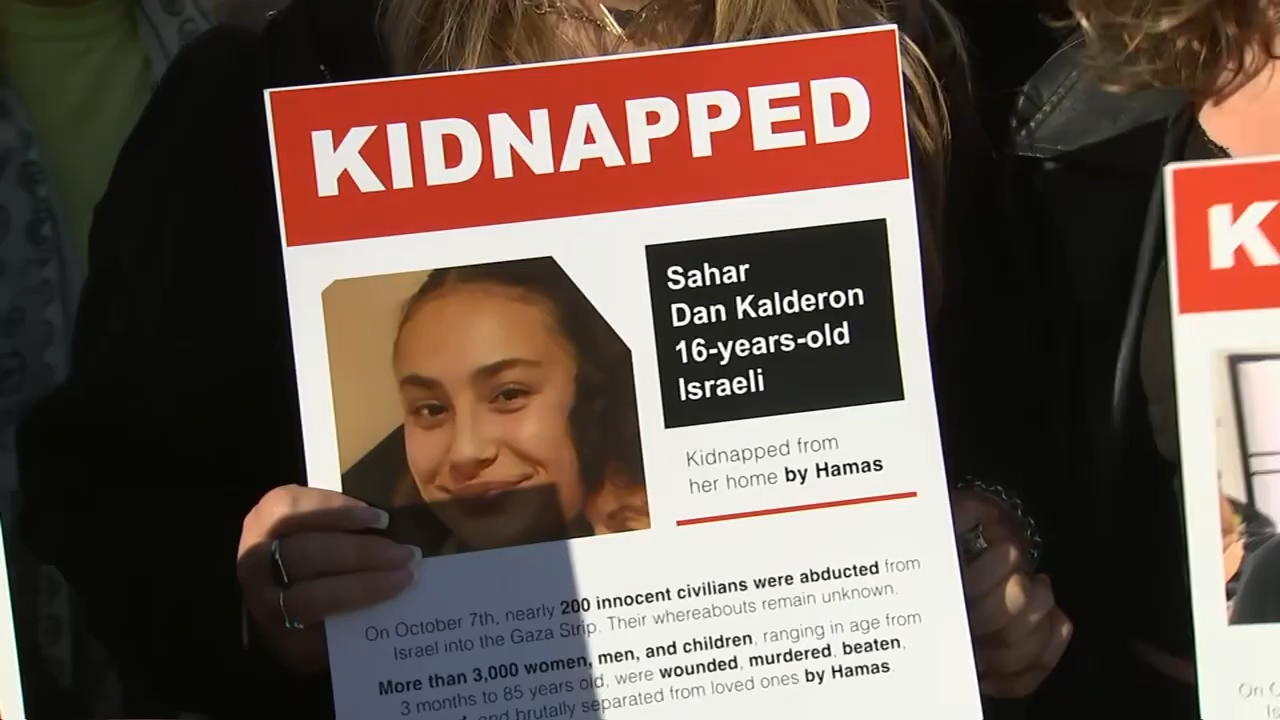 KIDNAPPED
Sahar
Dan Kalderon
16-years-old
Israeli
Kidnapped from
her home by Hamas
On October 7th, nearly 200 innocent civilians were abducted from
Israel into the Gaza Strip. Their whereabouts remain unknown.
More than 3,000 women, men, and children, ranging in age from
3 months to 85 years old, were wounded, murdered, beaten,
and brutally separated from loved ones by Hamas.
K
On